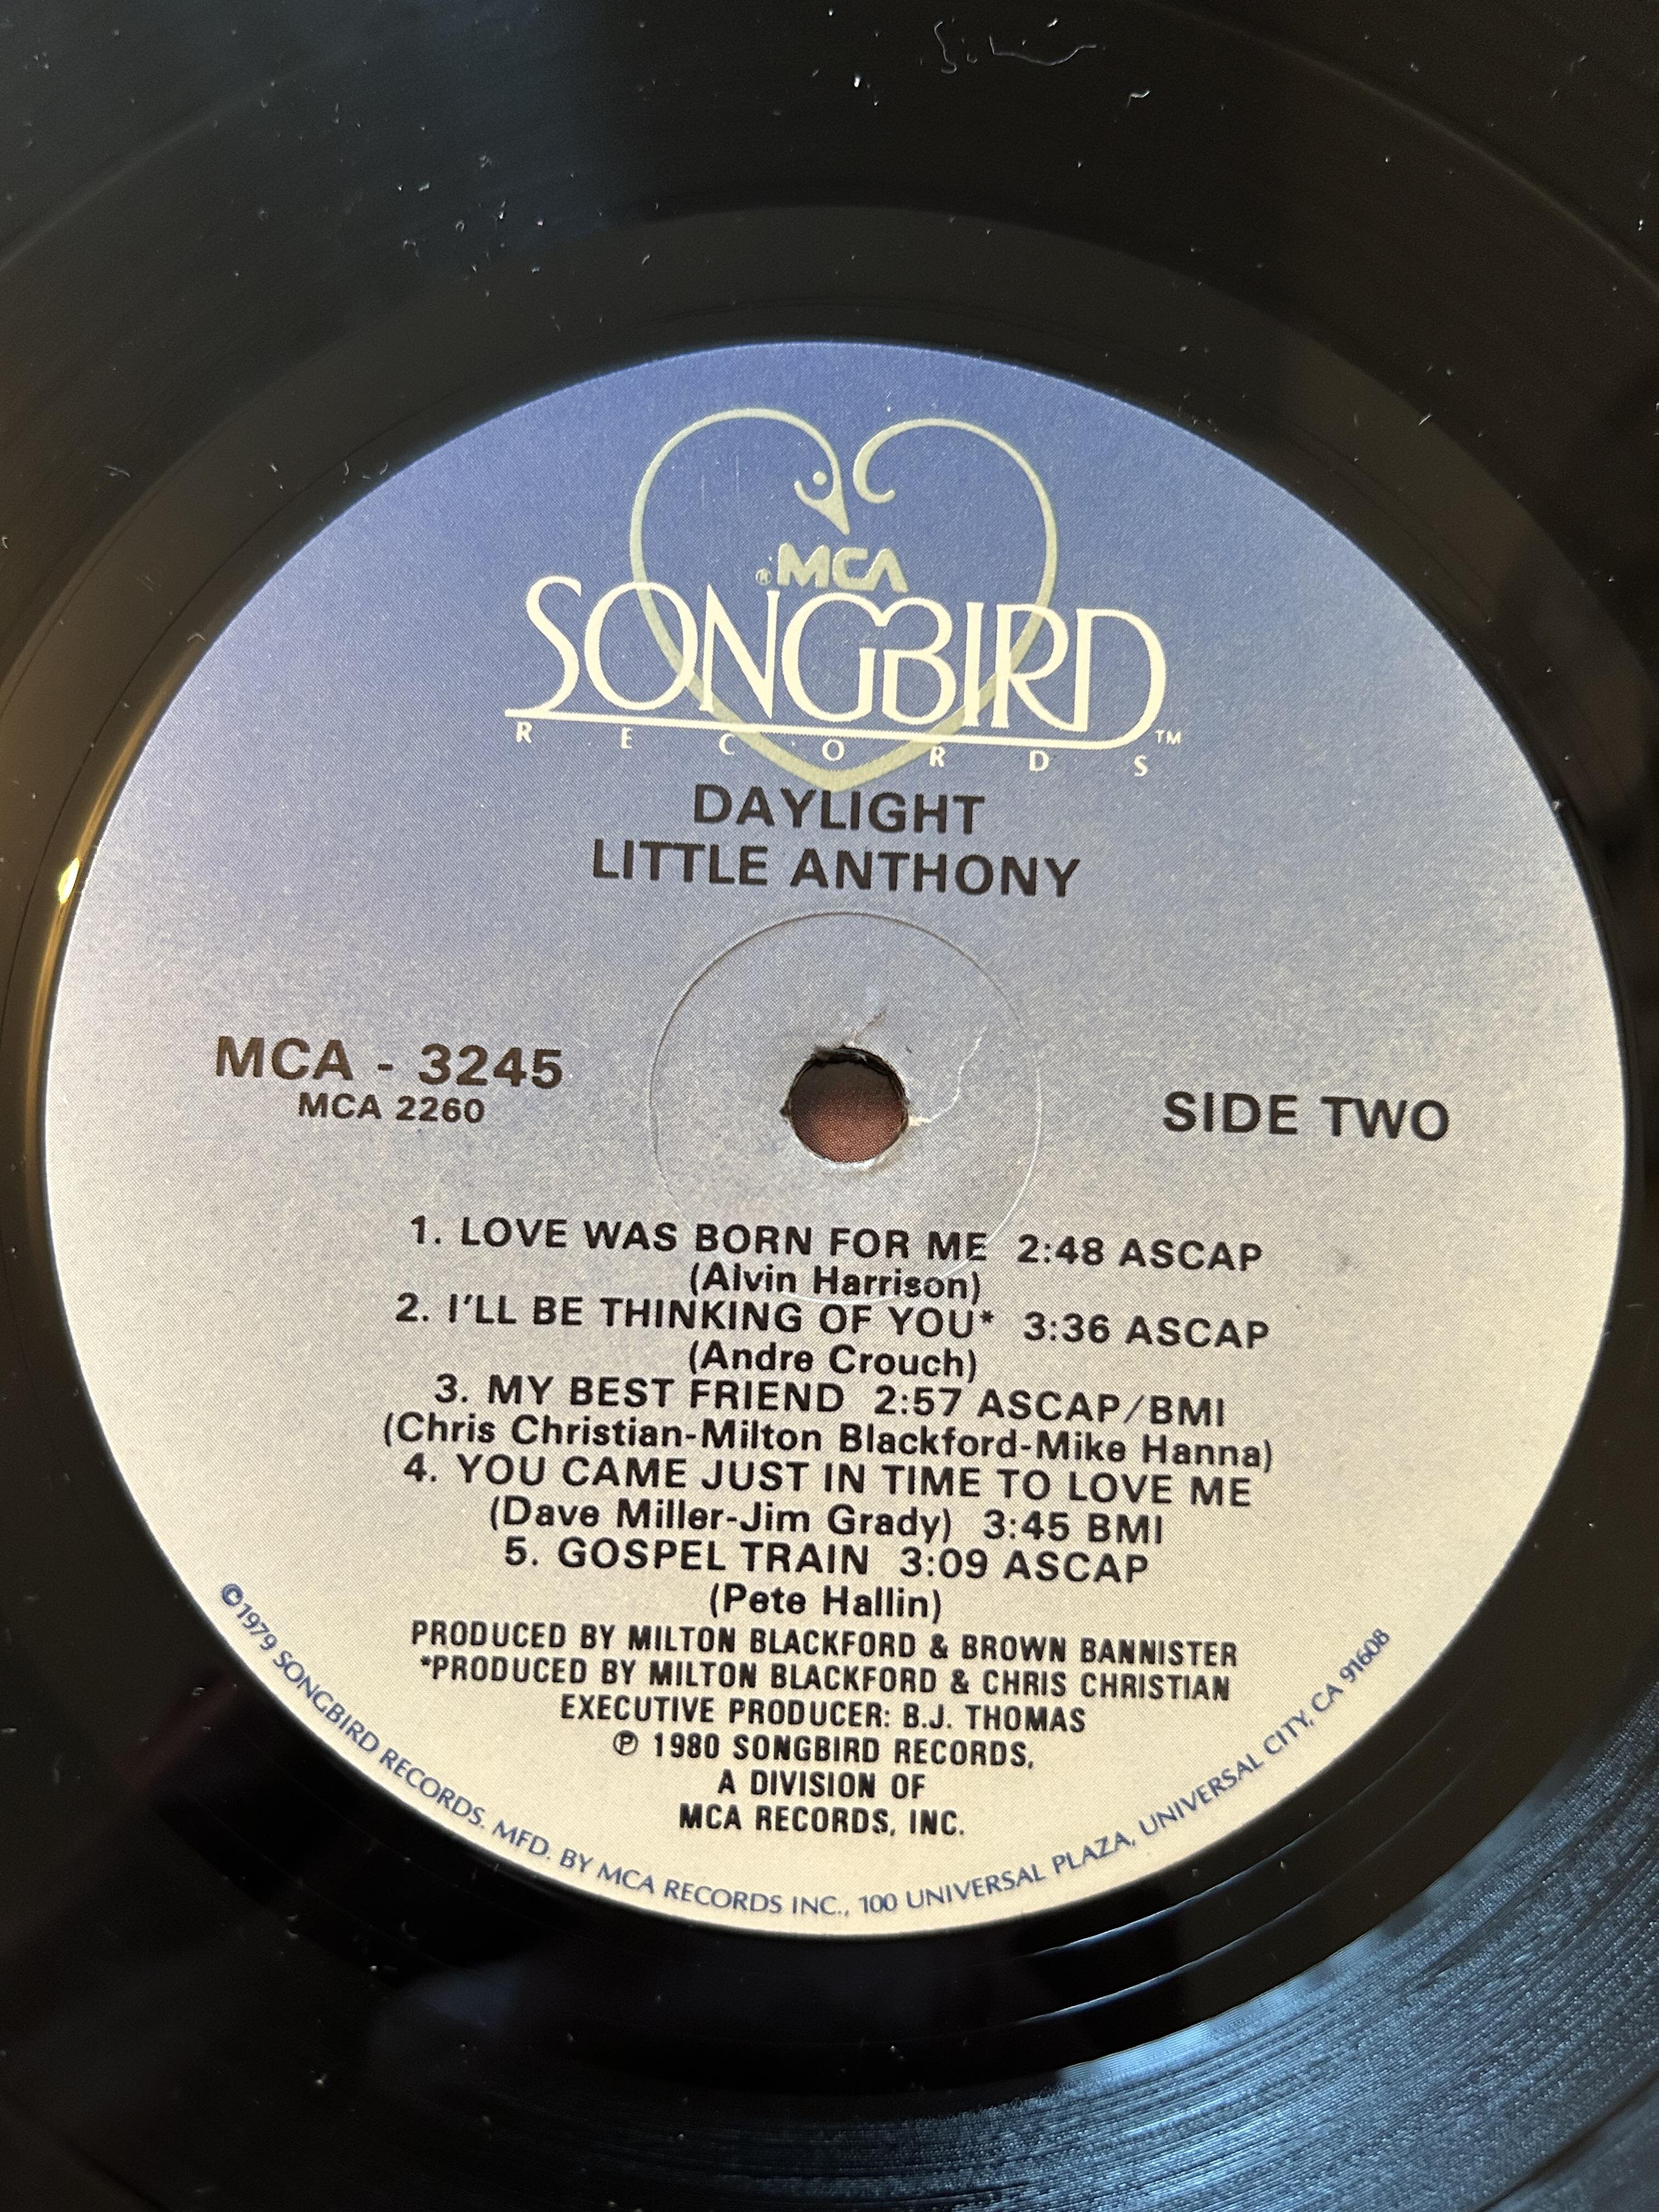 ®MCA
SONGBIRD™
RECORDS
DAYLIGHT
LITTLE ANTHONY
MCA - 3245
MCA 2260
SIDE TWO
1. LOVE WAS BORN FOR ME 2:48 ASCAP
(Alvin Harrison)
2. I'LL BE THINKING OF YOU* 3:36 ASCAP
(Andre Crouch)
3. MY BEST FRIEND 2:57 ASCAP/BMI
(Chris Christian-Milton Blackford-Mike Hanna)
4. YOU CAME JUST IN TIME TO LOVE ME
(Dave Miller-Jim Grady) 3:45 BMI
5. GOSPEL TRAIN 3:09 ASCAP
(Pete Hallin)
PRODUCED BY MILTON BLACKFORD & BROWN BANNISTER
*PRODUCED BY MILTON BLACKFORD & CHRIS CHRISTIAN
EXECUTIVE PRODUCER: B.J. THOMAS
℗ 1980 SONGBIRD RECORDS,
A DIVISION OF
MCA RECORDS, INC.
©1979 SONGBIRD RECORDS. MFD. BY MCA RECORDS INC., 100 UNIVERSAL PLAZA, UNIVERSAL CITY, CA 91608